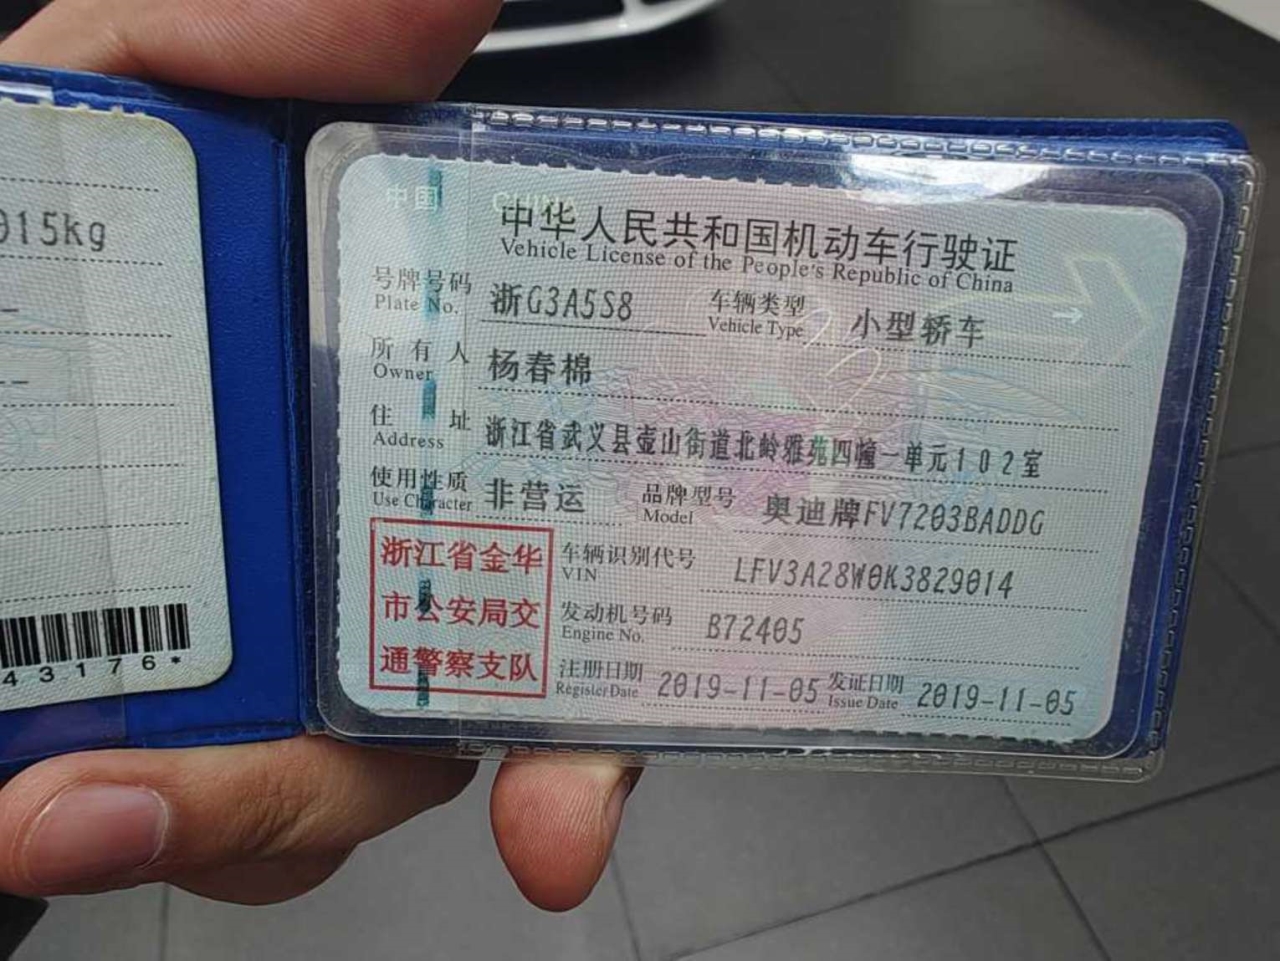 015kg
43176*
中国 CHINA
中华人民共和国机动车行驶证
Vehicle License of the People's Republic of China
号牌号码 浙G3A5S8 车辆类型 小型轿车
Plate No. Vehicle Type
所有人 杨春棉
Owner
住址 浙江省武义县壶山街道北岭雅苑四幢一单元102室
Address
使用性质 非营运 品牌型号 奥迪牌FV7203BADDG
Use Character Model
浙江省金华
市公安局交
通警察支队
车辆识别代号 LFV3A28W0K3829014
VIN
发动机号码 B72405
Engine No.
注册日期 2019-11-05 发证日期 2019-11-05
Register Date Issue Date